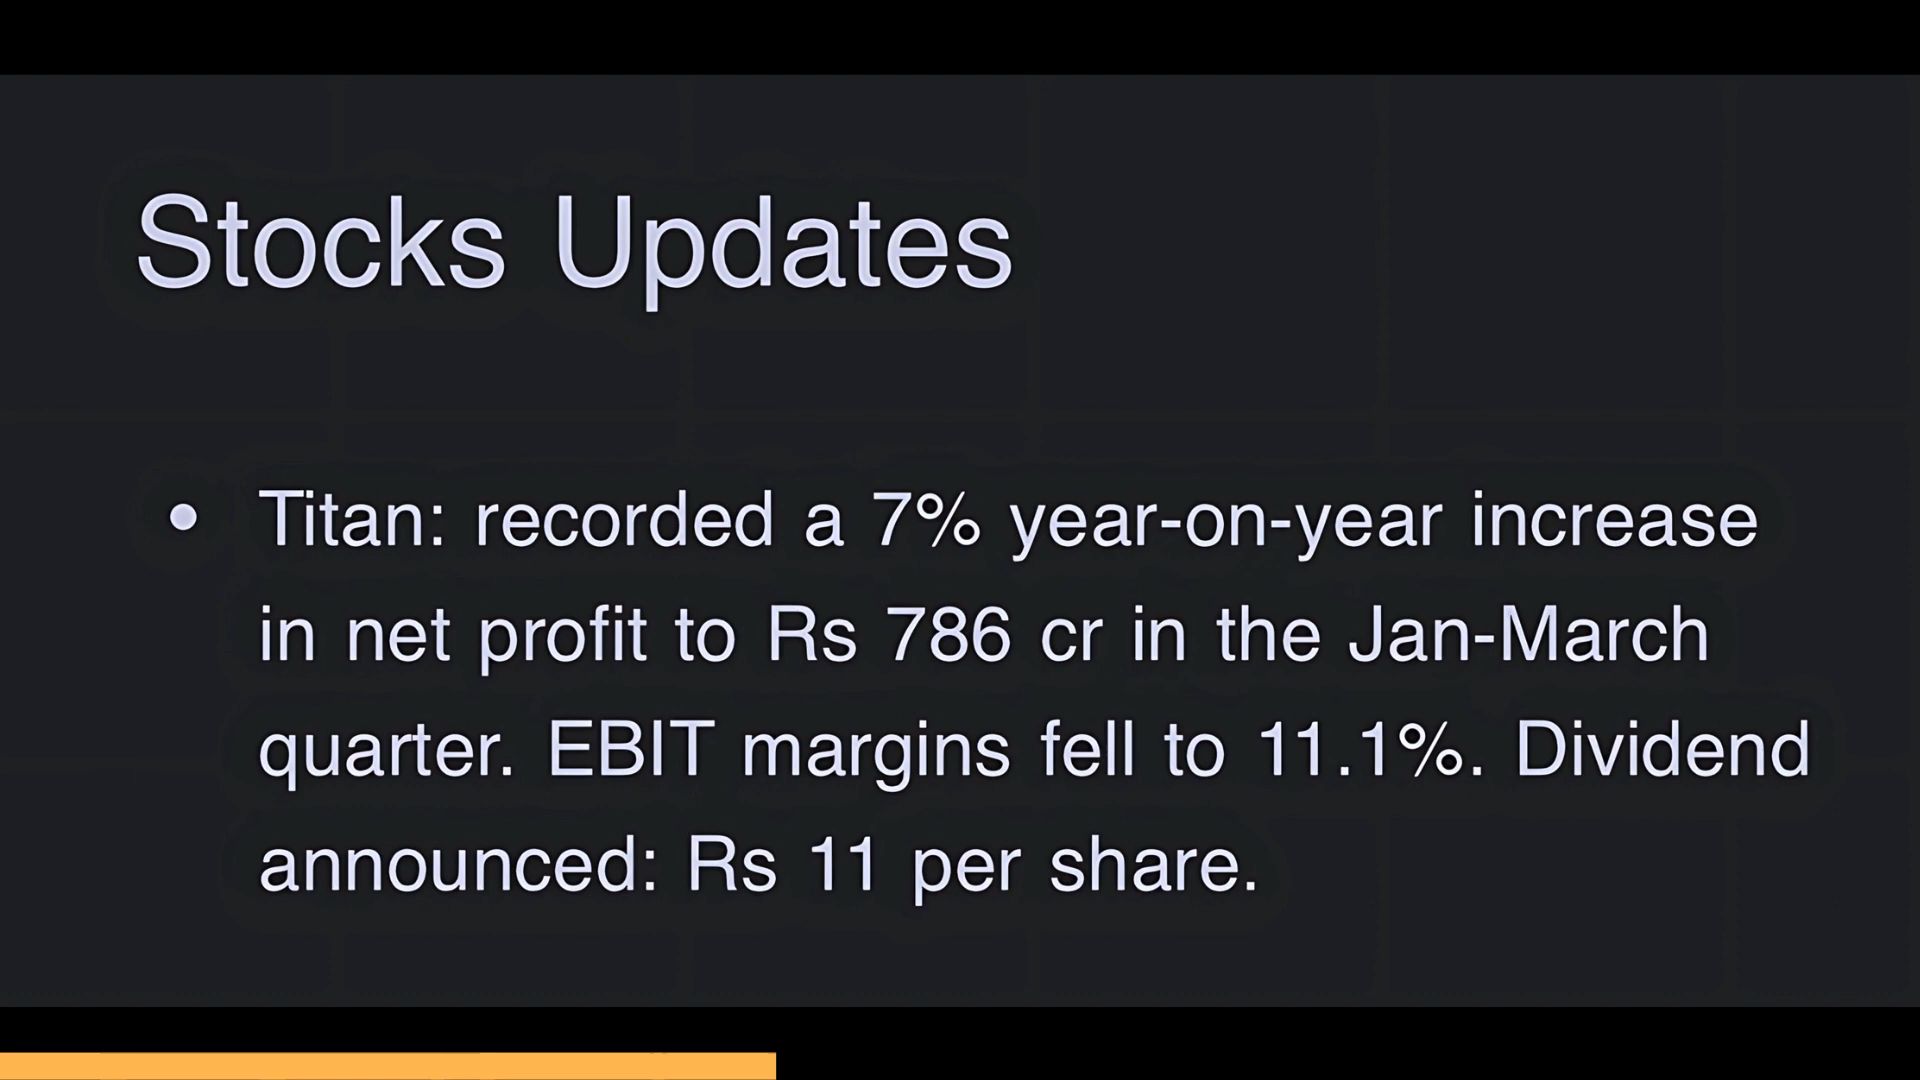 Stocks Updates
• Titan: recorded a 7% year-on-year increase
in net profit to Rs 786 cr in the Jan-March
quarter. EBIT margins fell to 11.1%. Dividend
announced: Rs 11 per share.